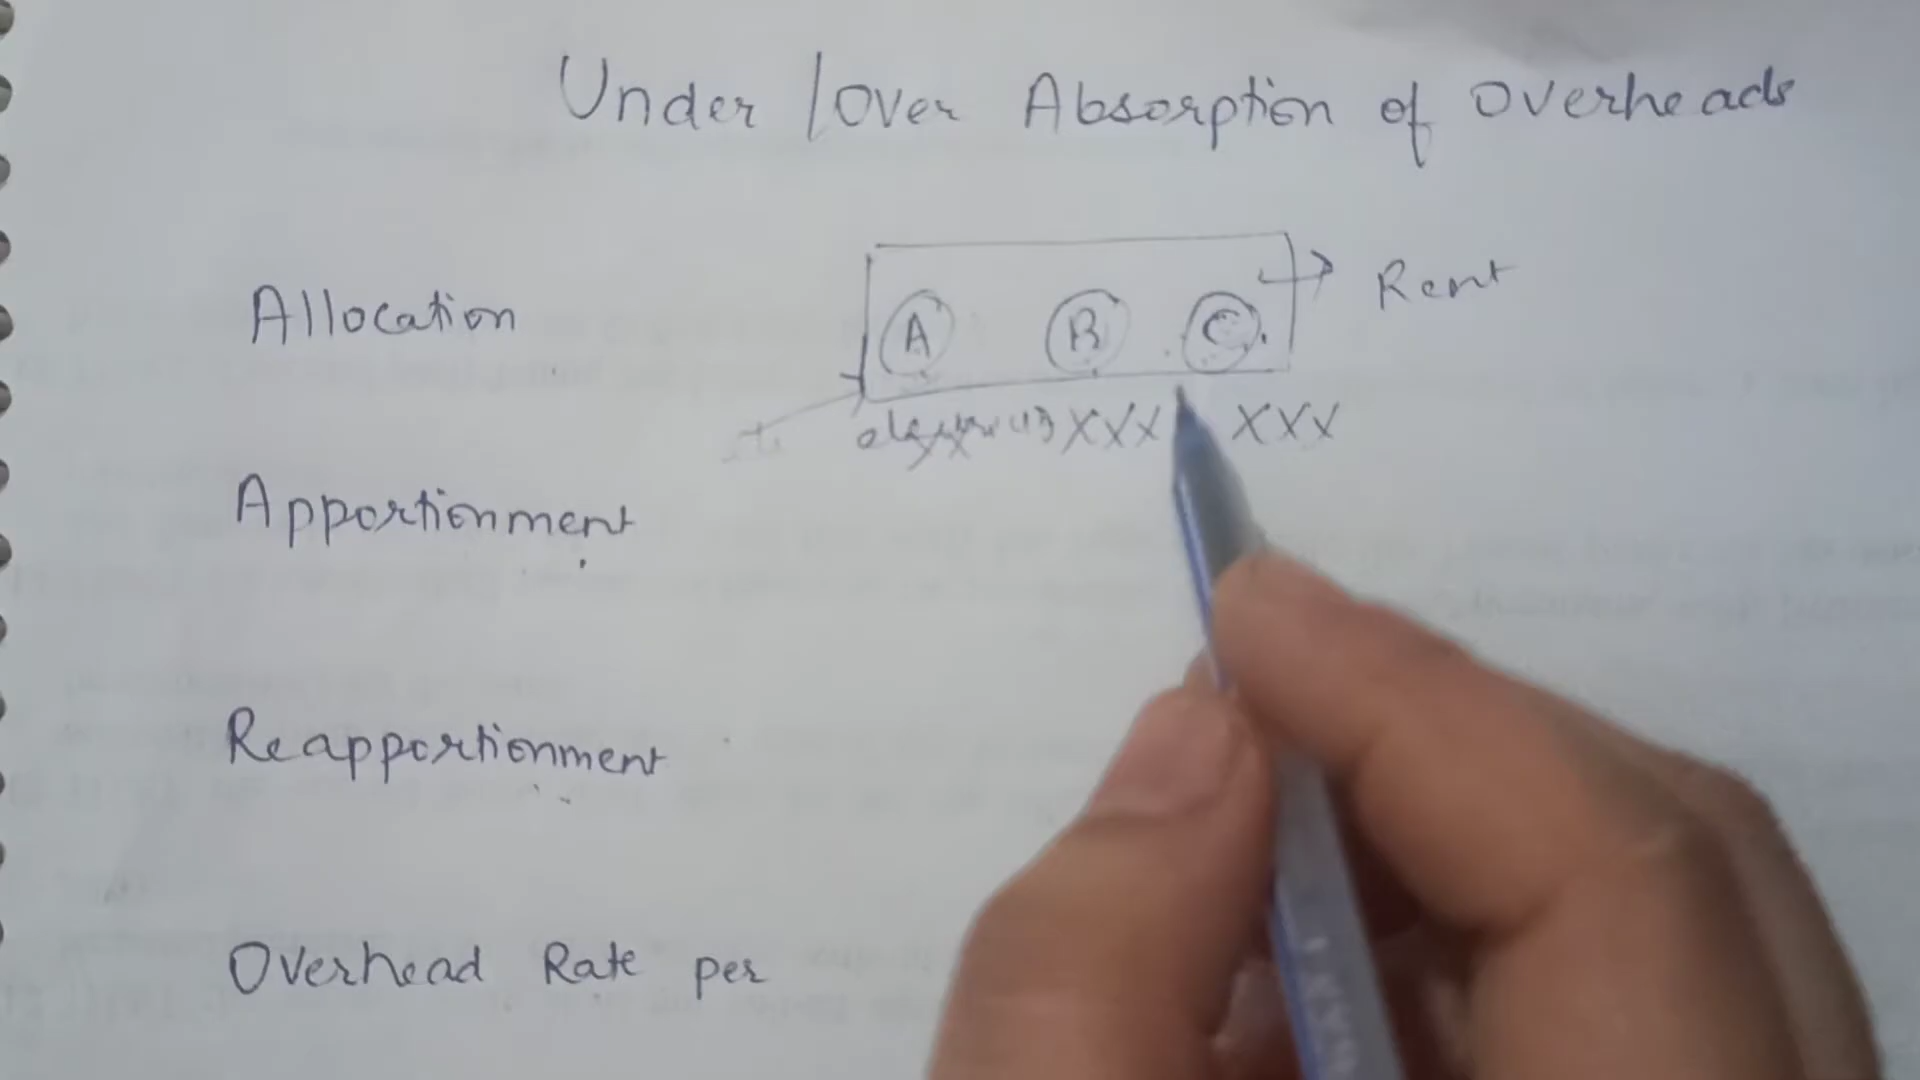 Under / Over Absorption of Overheads
A B C Rent
Allocation
XXX XXX
Apportionment
Reapportionment
Overhead Rate per